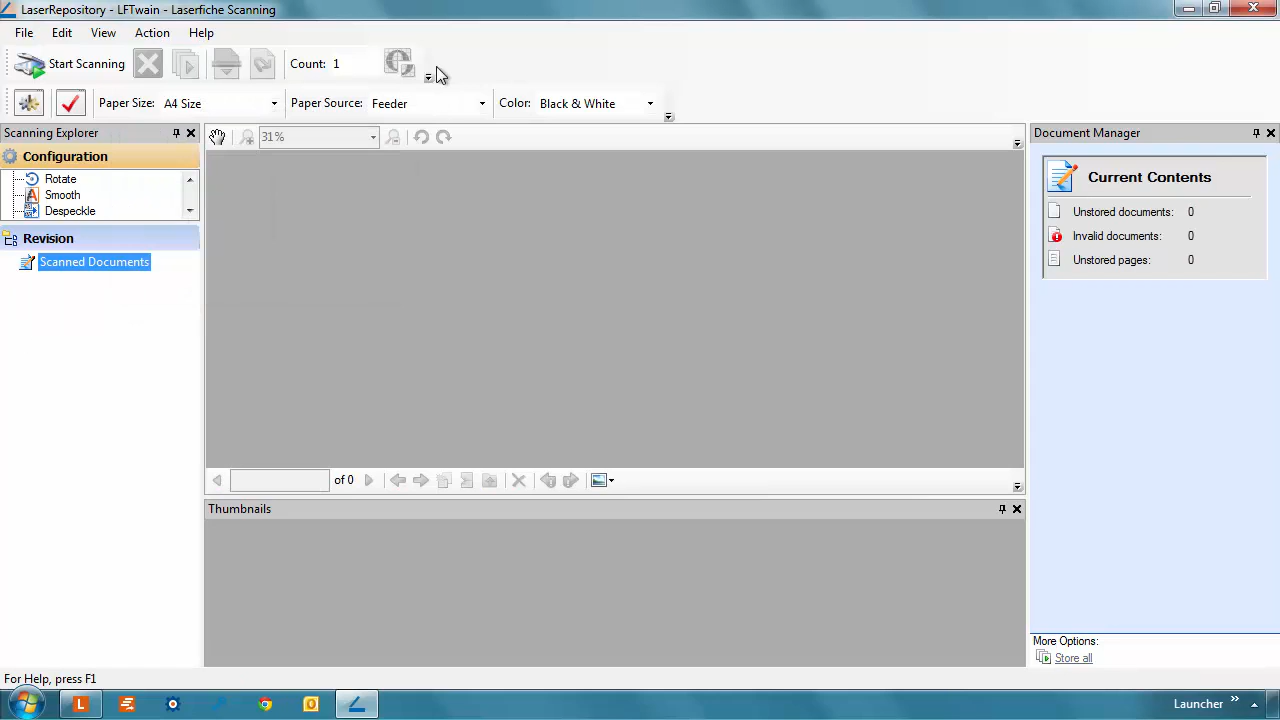 LaserRepository - LFTwain - Laserfiche Scanning
File Edit View Action Help
Start Scanning Count: 1
Paper Size: A4 Size Paper Source: Feeder Color: Black & White
Scanning Explorer
Configuration
Rotate
Smooth
Despeckle
Revision
Scanned Documents
31%
of 0
Thumbnails
Document Manager
Current Contents
Unstored documents: 0
Invalid documents: 0
Unstored pages: 0
More Options:
Store all
For Help, press F1
Launcher »